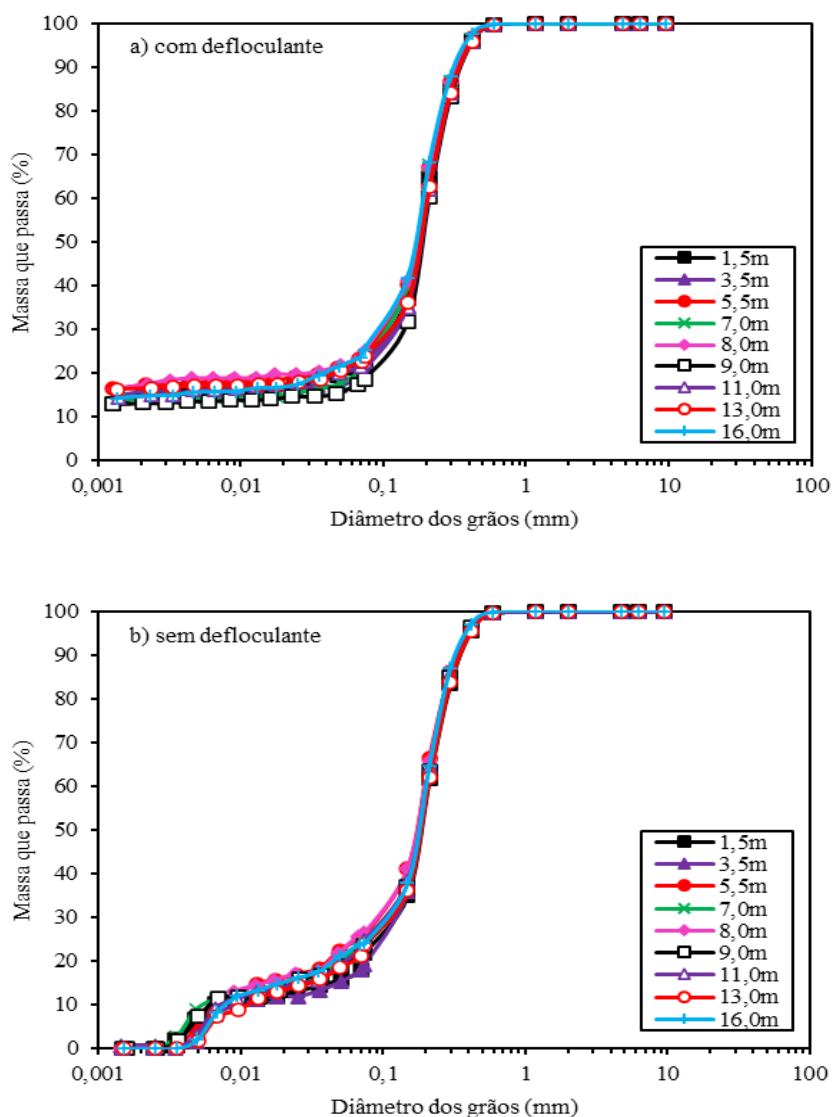 a) com defloculante
Massa que passa (%)
100
90
80
70
60
50
40
30
20
10
0
0,001
0,01
0,1
1
10
100
Diâmetro dos grãos (mm)
1,5m
3,5m
5,5m
7,0m
8,0m
9,0m
11,0m
13,0m
16,0m
b) sem defloculante
Massa que passa (%)
100
90
80
70
60
50
40
30
20
10
0
0,001
0,01
0,1
1
10
100
Diâmetro dos grãos (mm)
1,5m
3,5m
5,5m
7,0m
8,0m
9,0m
11,0m
13,0m
16,0m